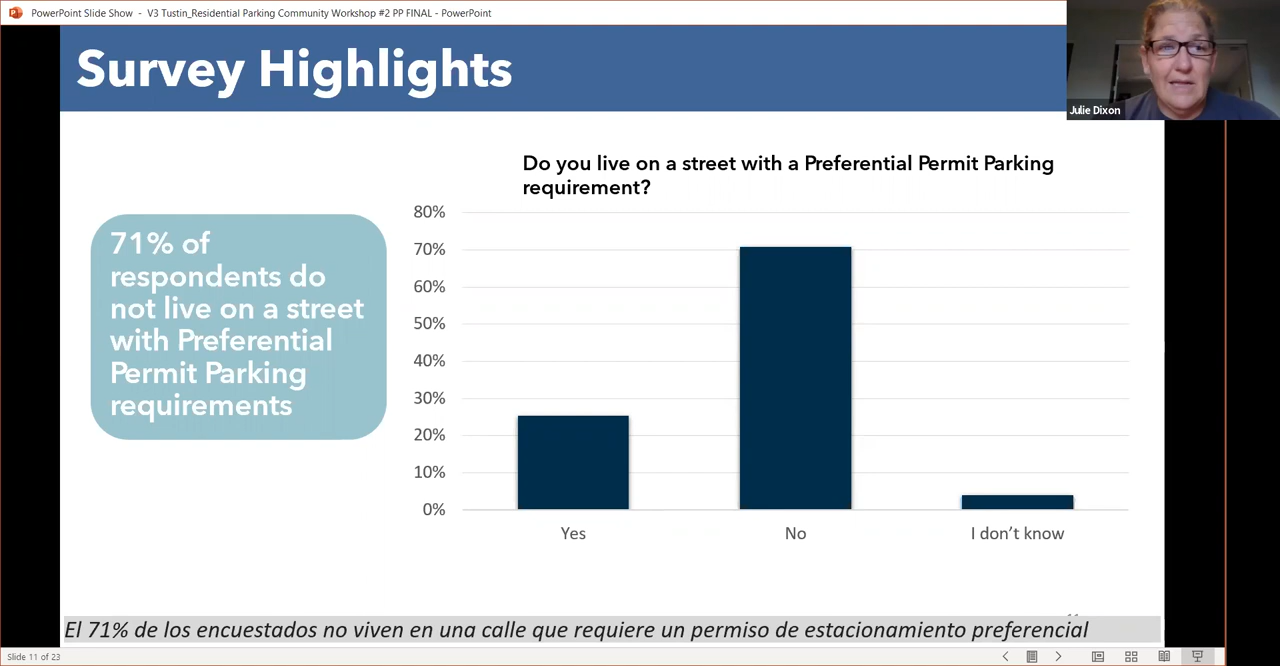 PowerPoint Slide Show - V3 Tustin_Residential Parking Community Workshop #2 PP FINAL - PowerPoint
Survey Highlights
Julie Dixon
Do you live on a street with a Preferential Permit Parking
requirement?
71% of
respondents do
not live on a street
with Preferential
Permit Parking
requirements
80%
70%
60%
50%
40%
30%
20%
10%
0%
Yes No I don't know
El 71% de los encuestados no viven en una calle que requiere un permiso de estacionamiento preferencial
Slide 11 of 23